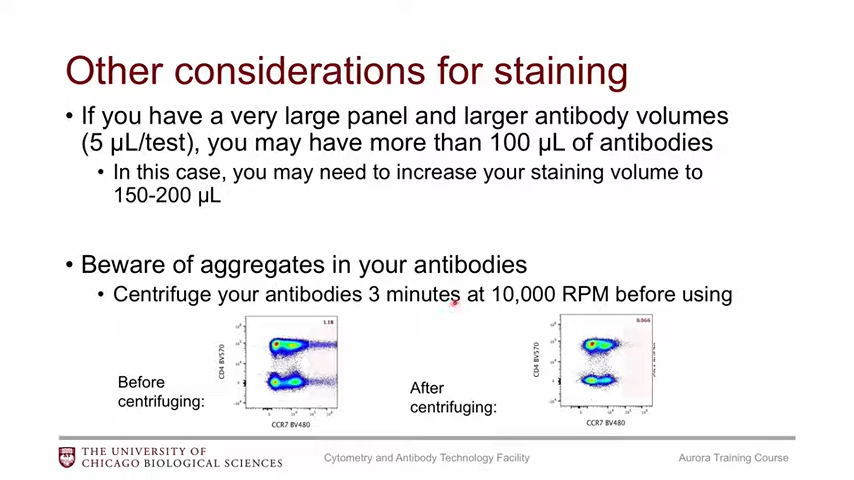 Other considerations for staining
• If you have a very large panel and larger antibody volumes
(5 µL/test), you may have more than 100 µL of antibodies
• In this case, you may need to increase your staining volume to
150-200 µL
• Beware of aggregates in your antibodies
• Centrifuge your antibodies 3 minutes at 10,000 RPM before using
Before
centrifuging:
1.18
CD4 BV570
CCR7 BV480
After
centrifuging:
0.066
CD4 BV570
CCR7 BV480
THE UNIVERSITY OF
CHICAGO BIOLOGICAL SCIENCES
Cytometry and Antibody Technology Facility
Aurora Training Course